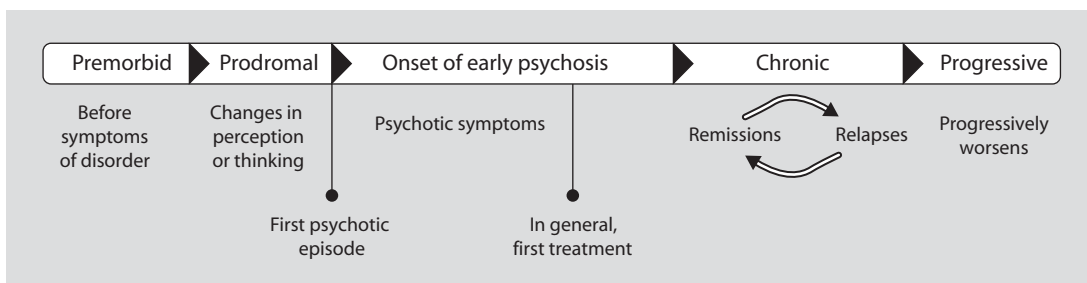 Premorbid
Prodromal
Onset of early psychosis
Chronic
Progressive
Before
symptoms
of disorder
Changes in
perception
or thinking
Psychotic symptoms
Remissions
Relapses
Progressively
worsens
First psychotic
episode
In general,
first treatment